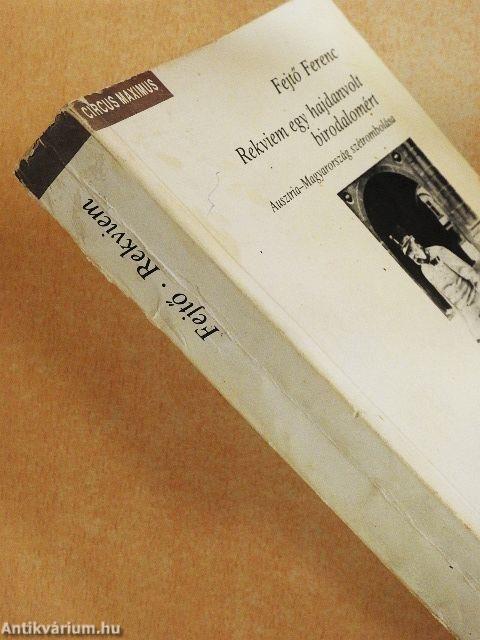 CIRCUS MAXIMUS
Fejtő Ferenc
Rekviem egy hajdanvolt
birodalomért
Ausztria–Magyarország szétrombolása
Fejtő · Rekviem
Antikvárium.hu